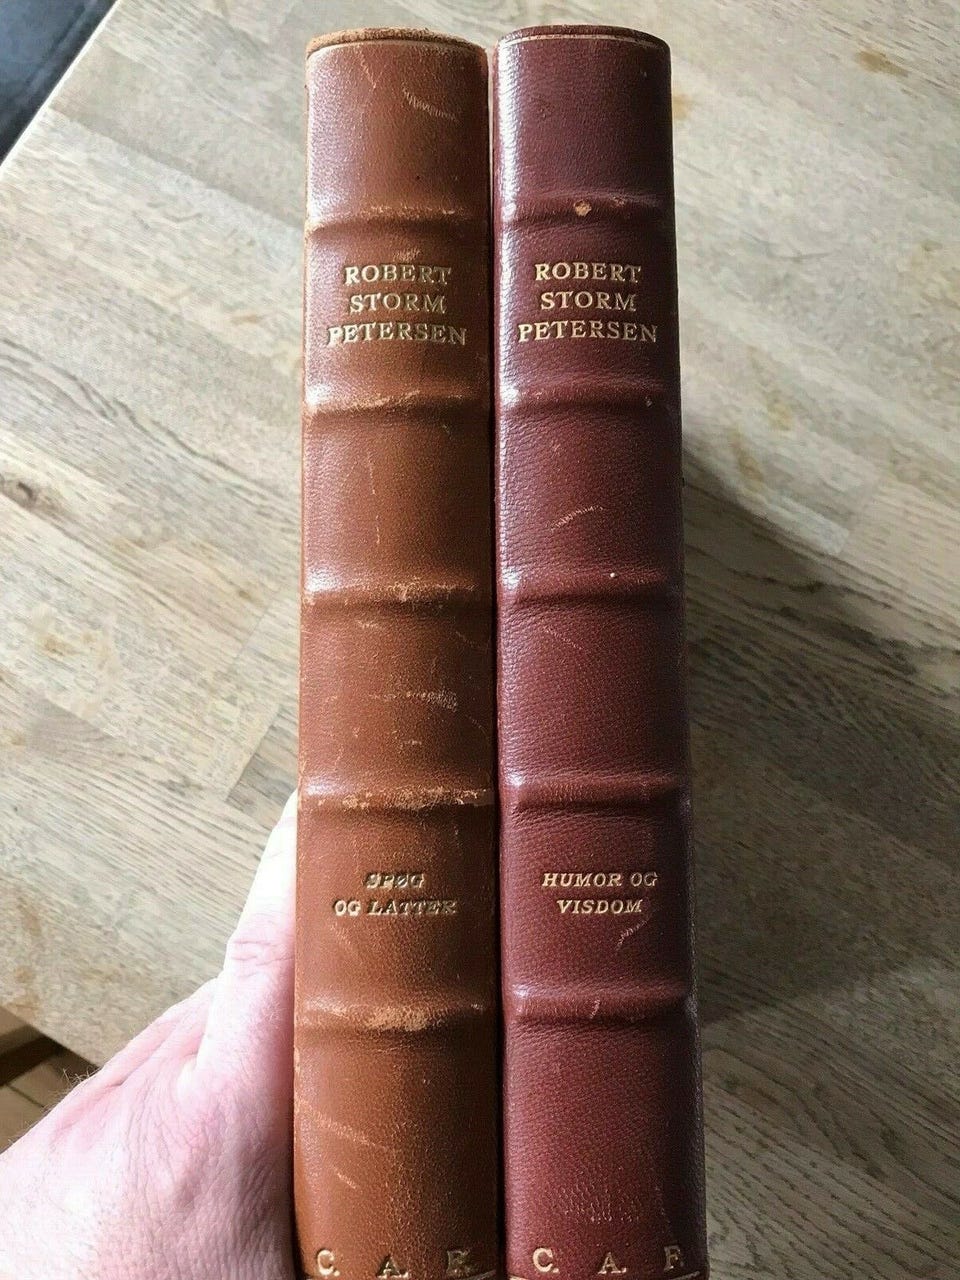 ROBERT
STORM
PETERSEN
SPØG
OG LATTER
C. A. F.
ROBERT
STORM
PETERSEN
HUMOR OG
VISDOM
C. A. F.